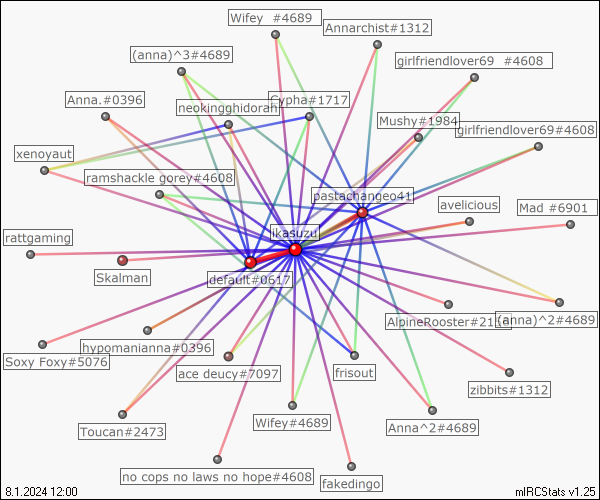 Wifey #4689
Annarchist#1312
(anna)^3#4689
girlfriendlover69 #4608
Anna.#0396
neokingghidorah
Cypha#1717
Mushy#1984
girlfriendlover69#4608
xenoyaut
ramshackle gorey#4608
pastachangeo41
avelicious
Mad #6901
rattgaming
ikasuzu
Skalman
default#0617
AlpineRooster#21
(anna)^2#4689
Soxy Foxy#5076
hypomanianna#0396
ace deucy#7097
frisout
zibbits#1312
Toucan#2473
Wifey#4689
Anna^2#4689
no cops no laws no hope#4608
fakedingo
8.1.2024 12:00
mIRCStats v1.25